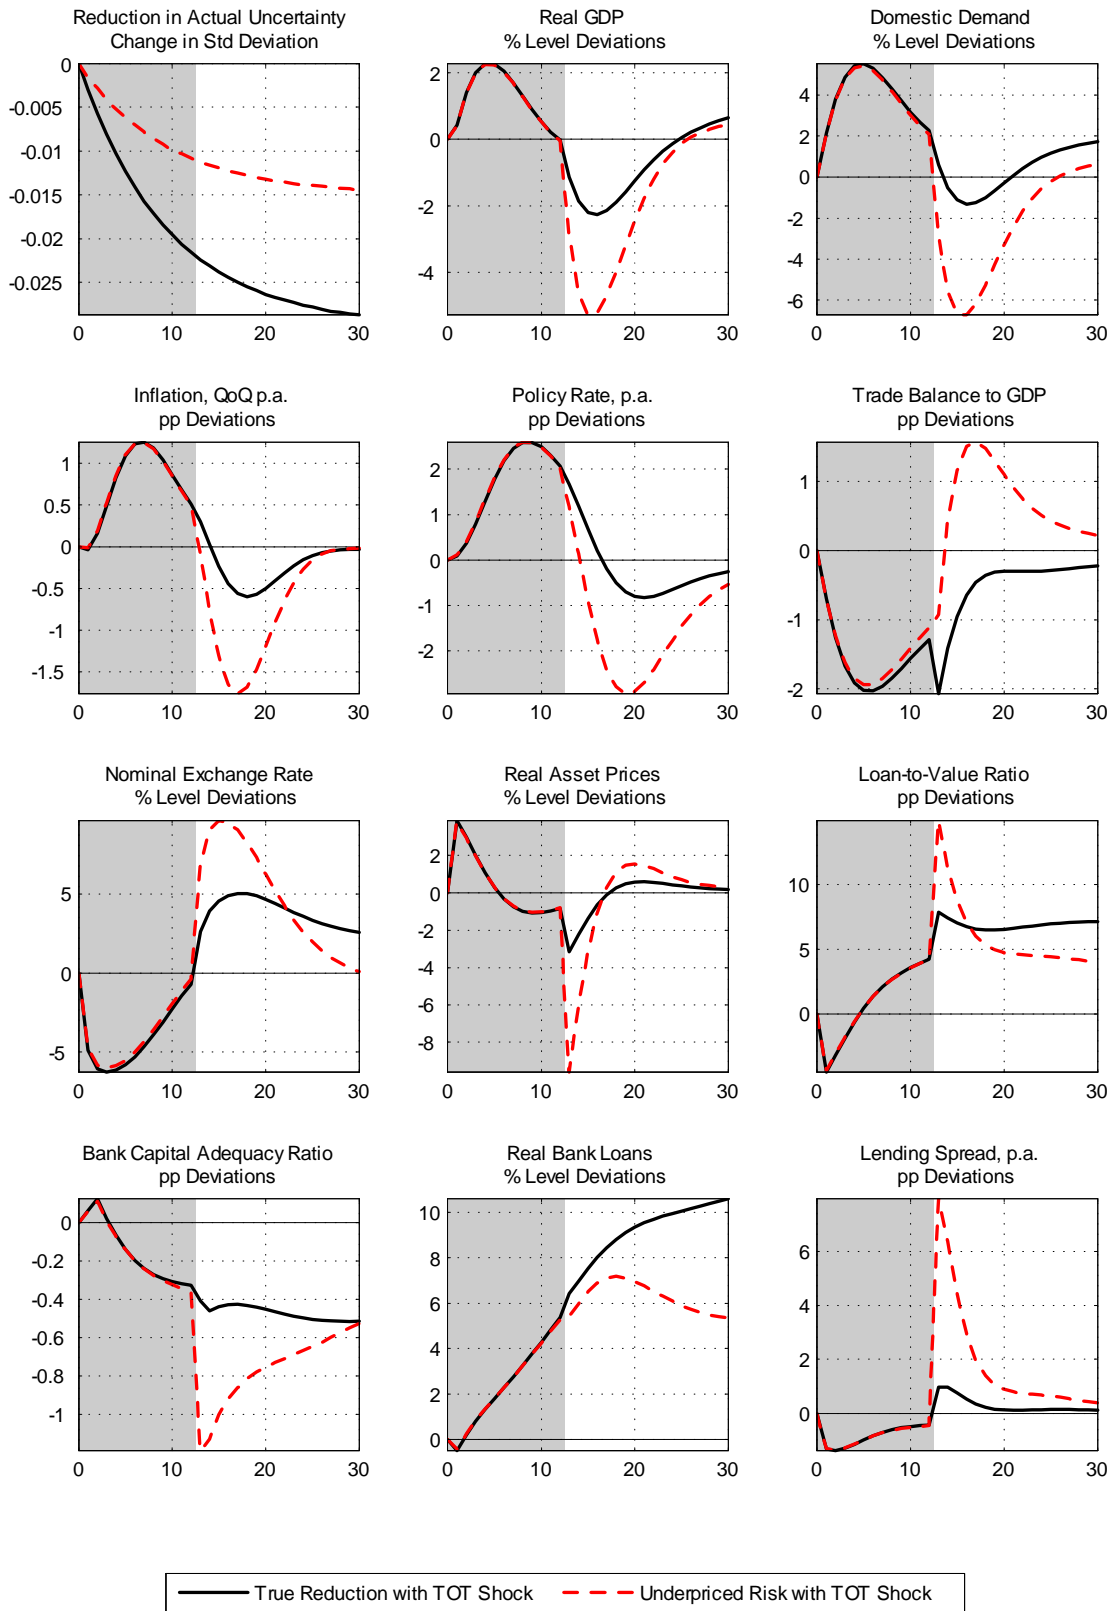 Reduction in Actual Uncertainty
Change in Std Deviation
0
-0.005
-0.01
-0.015
-0.02
-0.025
0 10 20 30
Real GDP
% Level Deviations
2
0
-2
-4
0 10 20 30
Domestic Demand
% Level Deviations
4
2
0
-2
-4
-6
0 10 20 30
Inflation, QoQ p.a.
pp Deviations
1
0.5
0
-0.5
-1
-1.5
0 10 20 30
Policy Rate, p.a.
pp Deviations
2
1
0
-1
-2
0 10 20 30
Trade Balance to GDP
pp Deviations
1
0
-1
-2
0 10 20 30
Nominal Exchange Rate
% Level Deviations
5
0
-5
0 10 20 30
Real Asset Prices
% Level Deviations
2
0
-2
-4
-6
-8
0 10 20 30
Loan-to-Value Ratio
pp Deviations
10
5
0
0 10 20 30
Bank Capital Adequacy Ratio
pp Deviations
0
-0.2
-0.4
-0.6
-0.8
-1
0 10 20 30
Real Bank Loans
% Level Deviations
10
8
6
4
2
0
0 10 20 30
Lending Spread, p.a.
pp Deviations
6
4
2
0
0 10 20 30
True Reduction with TOT Shock
Underpriced Risk with TOT Shock